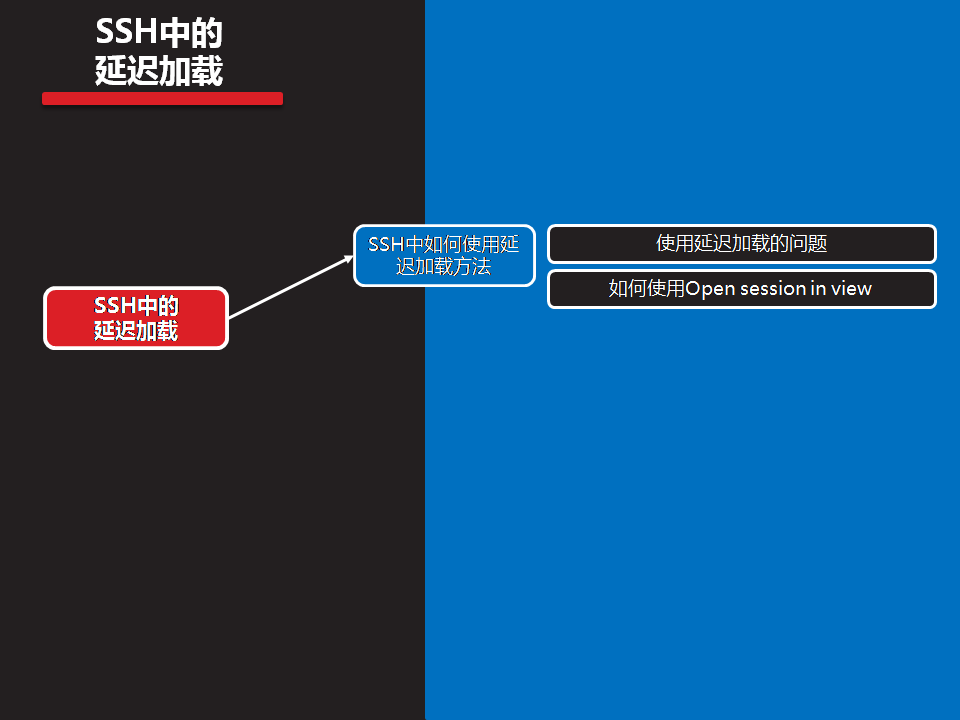 SSH中的
延迟加载
SSH中的
延迟加载
SSH中如何使用延
迟加载方法
使用延迟加载的问题
如何使用Open session in view